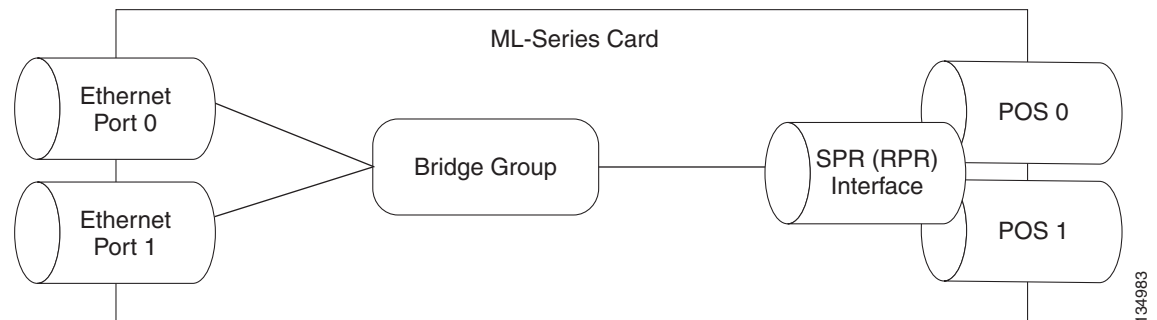 ML-Series Card
Ethernet
Port 0
Ethernet
Port 1
Bridge Group
SPR (RPR)
Interface
POS 0
POS 1
134983